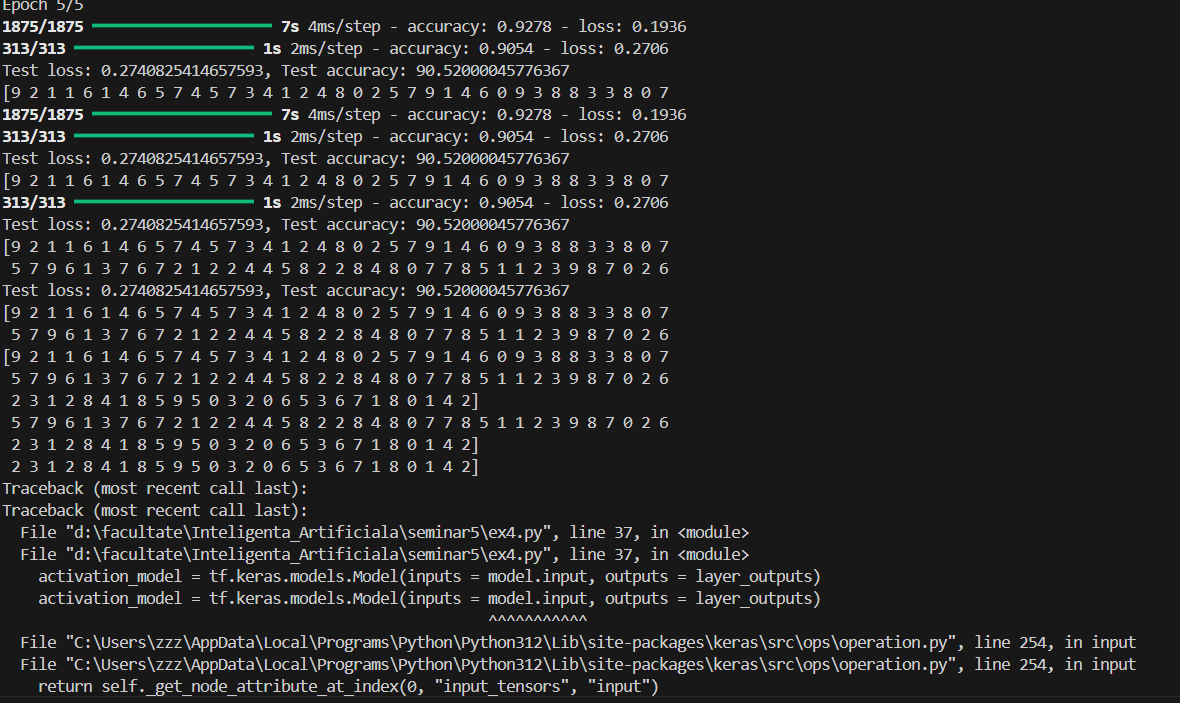 Epoch 5/5
1875/1875 7s 4ms/step - accuracy: 0.9278 - loss: 0.1936
313/313 1s 2ms/step - accuracy: 0.9054 - loss: 0.2706
Test loss: 0.2740825414657593, Test accuracy: 90.52000045776367
[9 2 1 1 6 1 4 6 5 7 4 5 7 3 4 1 2 4 8 0 2 5 7 9 1 4 6 0 9 3 8 8 3 3 8 0 7
1875/1875 7s 4ms/step - accuracy: 0.9278 - loss: 0.1936
313/313 1s 2ms/step - accuracy: 0.9054 - loss: 0.2706
Test loss: 0.2740825414657593, Test accuracy: 90.52000045776367
[9 2 1 1 6 1 4 6 5 7 4 5 7 3 4 1 2 4 8 0 2 5 7 9 1 4 6 0 9 3 8 8 3 3 8 0 7
313/313 1s 2ms/step - accuracy: 0.9054 - loss: 0.2706
Test loss: 0.2740825414657593, Test accuracy: 90.52000045776367
[9 2 1 1 6 1 4 6 5 7 4 5 7 3 4 1 2 4 8 0 2 5 7 9 1 4 6 0 9 3 8 8 3 3 8 0 7
 5 7 9 6 1 3 7 6 7 2 1 2 2 4 4 5 8 2 2 8 4 8 0 7 7 8 5 1 1 2 3 9 8 7 0 2 6
Test loss: 0.2740825414657593, Test accuracy: 90.52000045776367
[9 2 1 1 6 1 4 6 5 7 4 5 7 3 4 1 2 4 8 0 2 5 7 9 1 4 6 0 9 3 8 8 3 3 8 0 7
 5 7 9 6 1 3 7 6 7 2 1 2 2 4 4 5 8 2 2 8 4 8 0 7 7 8 5 1 1 2 3 9 8 7 0 2 6
[9 2 1 1 6 1 4 6 5 7 4 5 7 3 4 1 2 4 8 0 2 5 7 9 1 4 6 0 9 3 8 8 3 3 8 0 7
 5 7 9 6 1 3 7 6 7 2 1 2 2 4 4 5 8 2 2 8 4 8 0 7 7 8 5 1 1 2 3 9 8 7 0 2 6
 2 3 1 2 8 4 1 8 5 9 5 0 3 2 0 6 5 3 6 7 1 8 0 1 4 2]
 5 7 9 6 1 3 7 6 7 2 1 2 2 4 4 5 8 2 2 8 4 8 0 7 7 8 5 1 1 2 3 9 8 7 0 2 6
 2 3 1 2 8 4 1 8 5 9 5 0 3 2 0 6 5 3 6 7 1 8 0 1 4 2]
 2 3 1 2 8 4 1 8 5 9 5 0 3 2 0 6 5 3 6 7 1 8 0 1 4 2]
Traceback (most recent call last):
Traceback (most recent call last):
  File "d:\facultate\Inteligenta_Artificiala\seminar5\ex4.py", line 37, in <module>
  File "d:\facultate\Inteligenta_Artificiala\seminar5\ex4.py", line 37, in <module>
    activation_model = tf.keras.models.Model(inputs = model.input, outputs = layer_outputs)
    activation_model = tf.keras.models.Model(inputs = model.input, outputs = layer_outputs)
                                                      ^^^^^^^^^^^
  File "C:\Users\zzz\AppData\Local\Programs\Python\Python312\Lib\site-packages\keras\src\ops\operation.py", line 254, in input
  File "C:\Users\zzz\AppData\Local\Programs\Python\Python312\Lib\site-packages\keras\src\ops\operation.py", line 254, in input
    return self._get_node_attribute_at_index(0, "input_tensors", "input")